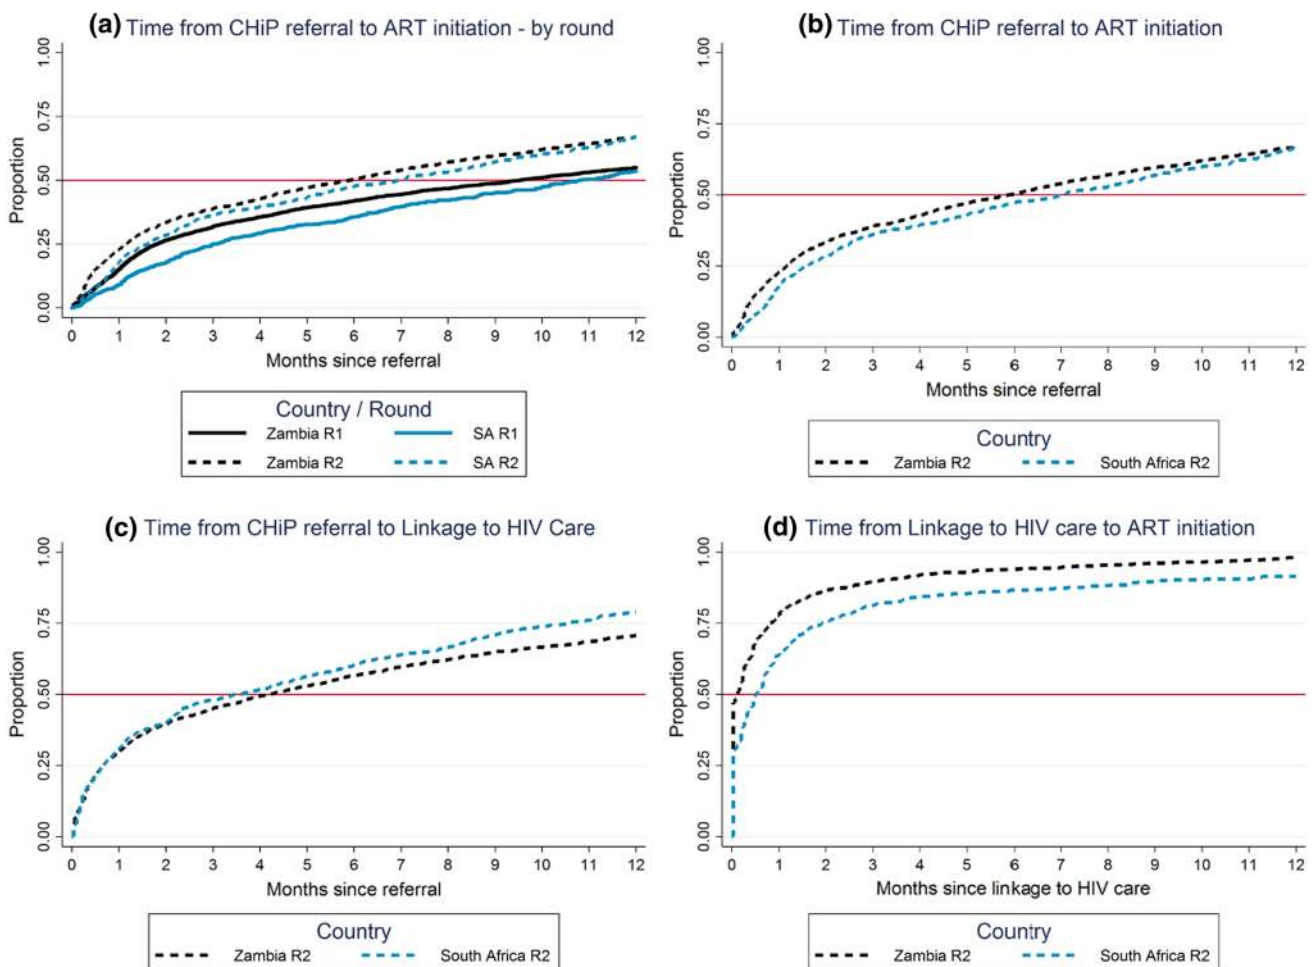 (a) Time from CHiP referral to ART initiation - by round
Proportion
1.00
0.75
0.50
0.25
0.00
0 1 2 3 4 5 6 7 8 9 10 11 12
Months since referral
Country / Round
Zambia R1 SA R1
Zambia R2 SA R2
(b) Time from CHiP referral to ART initiation
Proportion
1.00
0.75
0.50
0.25
0.00
0 1 2 3 4 5 6 7 8 9 10 11 12
Months since referral
Country
Zambia R2 South Africa R2
(c) Time from CHiP referral to Linkage to HIV Care
Proportion
1.00
0.75
0.50
0.25
0.00
0 1 2 3 4 5 6 7 8 9 10 11 12
Months since referral
Country
Zambia R2 South Africa R2
(d) Time from Linkage to HIV care to ART initiation
Proportion
1.00
0.75
0.50
0.25
0.00
0 1 2 3 4 5 6 7 8 9 10 11 12
Months since linkage to HIV care
Country
Zambia R2 South Africa R2